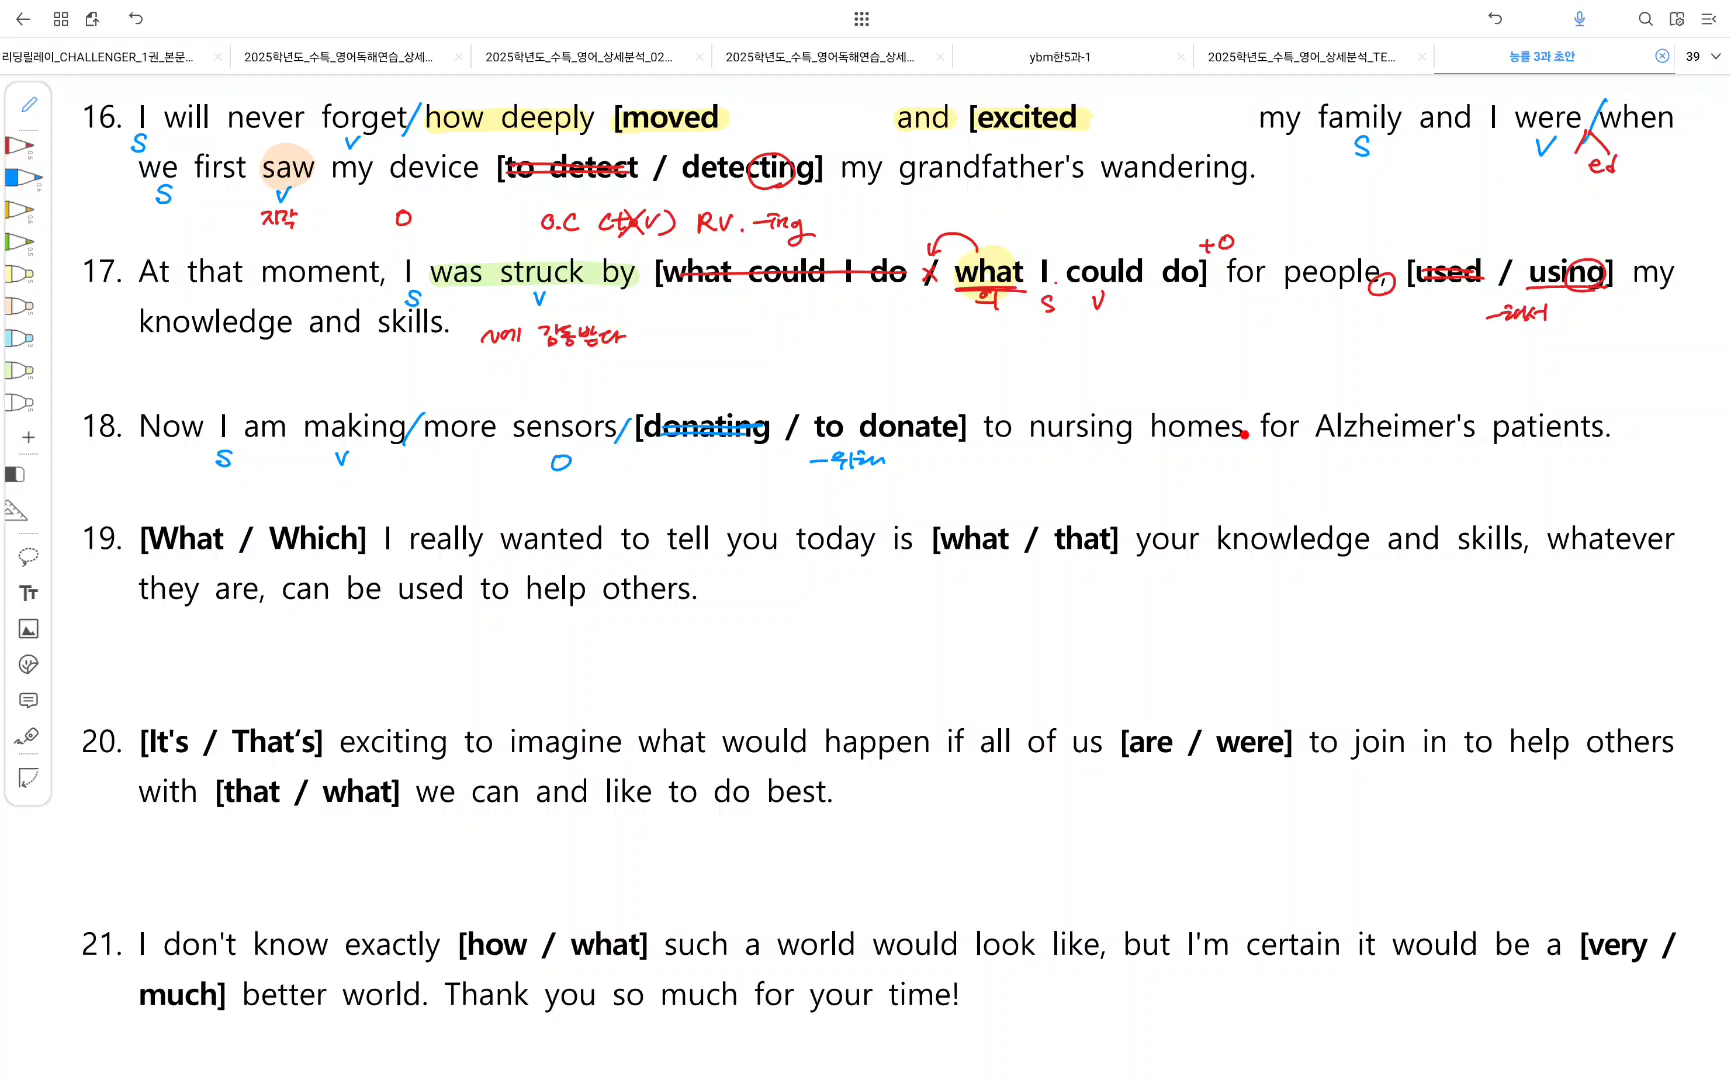 리딩릴레이_CHALLENGER_1권_본문...
2025학년도_수특_영어독해연습_상세...
2025학년도_수특_영어_상세분석_02...
2025학년도_수특_영어독해연습_상세...
ybm한5과-1
2025학년도_수특_영어_상세분석_TE...
능률 3과 초안
39
16. I will never forget/how deeply [moved and [excited my family and I were/when
S V S V ed
we first saw my device [to detect / detecting] my grandfather's wandering.
S V
지각 O O.C R.V. -ing
+O
17. At that moment, I was struck by [what could I do / what I could do] for people, [used / using] my
S V S V
knowledge and skills.
~에 감동받다 -해서
18. Now I am making/more sensors/[donating / to donate] to nursing homes for Alzheimer's patients.
S V O -위해
19. [What / Which] I really wanted to tell you today is [what / that] your knowledge and skills, whatever
they are, can be used to help others.
20. [It's / That‘s] exciting to imagine what would happen if all of us [are / were] to join in to help others
with [that / what] we can and like to do best.
21. I don't know exactly [how / what] such a world would look like, but I'm certain it would be a [very /
much] better world. Thank you so much for your time!